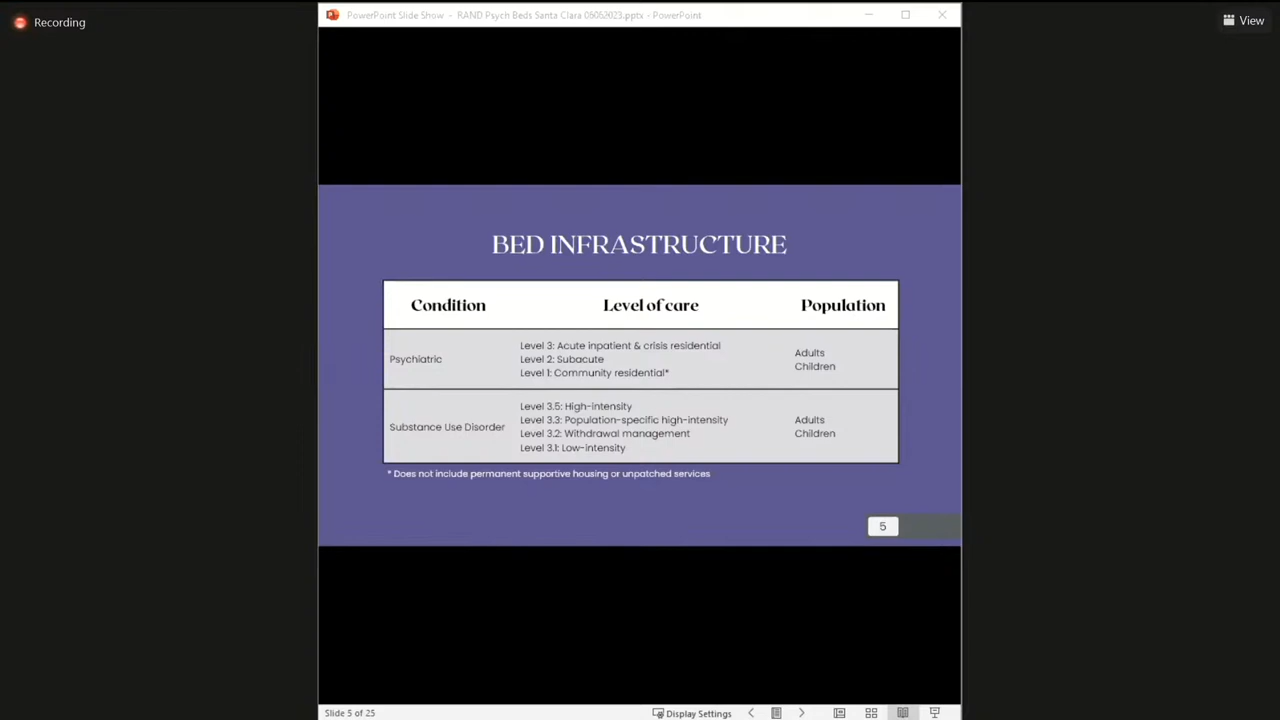 Recording
PowerPoint Slide Show - RAND Psych Beds Santa Clara 06052023.pptx - PowerPoint
View
BED INFRASTRUCTURE
Condition Level of care Population
Psychiatric
Level 3: Acute inpatient & crisis residential
Level 2: Subacute
Level 1: Community residential*
Adults
Children
Substance Use Disorder
Level 3.5: High-intensity
Level 3.3: Population-specific high-intensity
Level 3.2: Withdrawal management
Level 3.1: Low-intensity
Adults
Children
* Does not include permanent supportive housing or unpatched services
5
Slide 5 of 25
Display Settings